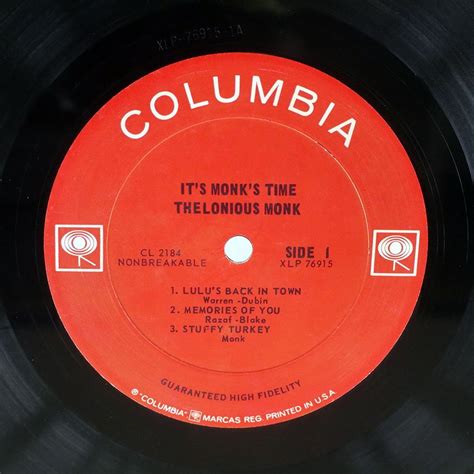 XLP-76915-1A
COLUMBIA
IT'S MONK'S TIME
THELONIOUS MONK
CL 2184
NONBREAKABLE
SIDE 1
XLP 76915
1. LULU'S BACK IN TOWN
Warren -Dubin
2. MEMORIES OF YOU
Razaf -Blake
3. STUFFY TURKEY
Monk
GUARANTEED HIGH FIDELITY
® "COLUMBIA" MARCAS REG. PRINTED IN U.S.A.